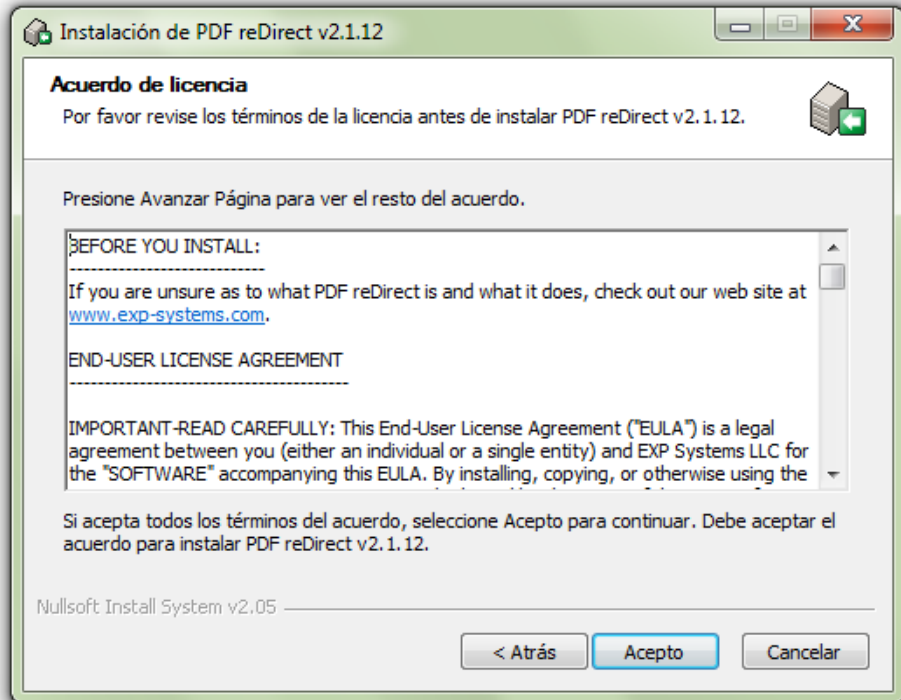 Instalación de PDF reDirect v2.1.12
Acuerdo de licencia
Por favor revise los términos de la licencia antes de instalar PDF reDirect v2.1.12.
Presione Avanzar Página para ver el resto del acuerdo.
BEFORE YOU INSTALL:
----------------------------
If you are unsure as to what PDF reDirect is and what it does, check out our web site at
www.exp-systems.com.
END-USER LICENSE AGREEMENT
----------------------------------------
IMPORTANT-READ CAREFULLY: This End-User License Agreement ("EULA") is a legal
agreement between you (either an individual or a single entity) and EXP Systems LLC for
the "SOFTWARE" accompanying this EULA. By installing, copying, or otherwise using the
Si acepta todos los términos del acuerdo, seleccione Acepto para continuar. Debe aceptar el
acuerdo para instalar PDF reDirect v2.1.12.
Nullsoft Install System v2.05
< Atrás
Acepto
Cancelar